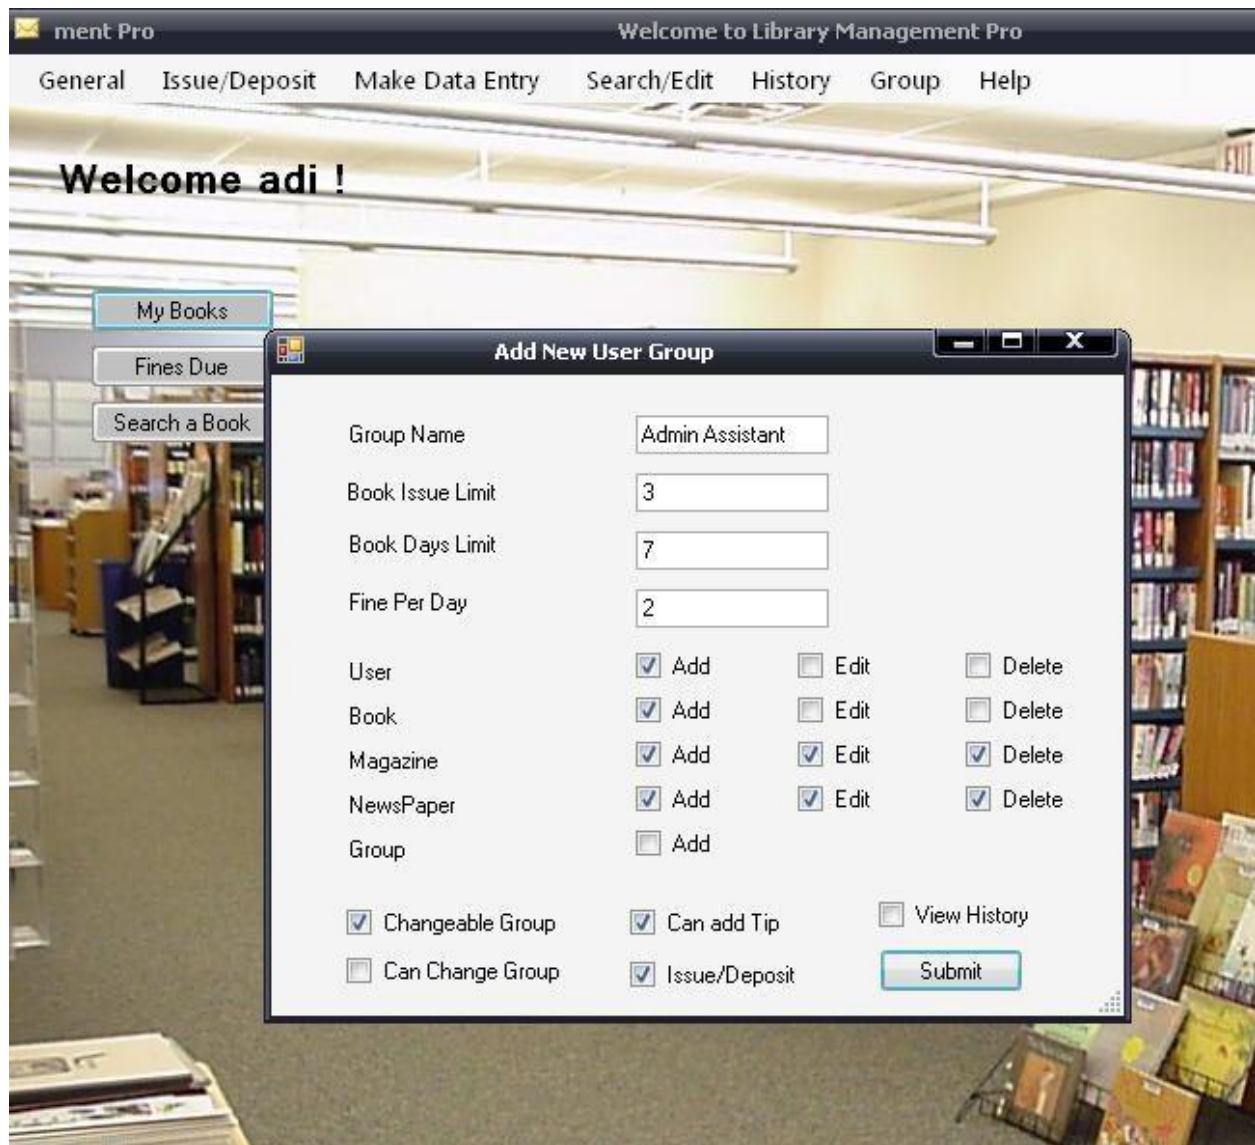 ment Pro Welcome to Library Management Pro
General Issue/Deposit Make Data Entry Search/Edit History Group Help
Welcome adi !
My Books
Fines Due
Search a Book
Add New User Group
Group Name Admin Assistant
Book Issue Limit 3
Book Days Limit 7
Fine Per Day 2
User Add Edit Delete
Book Add Edit Delete
Magazine Add Edit Delete
NewsPaper Add Edit Delete
Group Add
Changeable Group Can add Tip View History
Can Change Group Issue/Deposit Submit